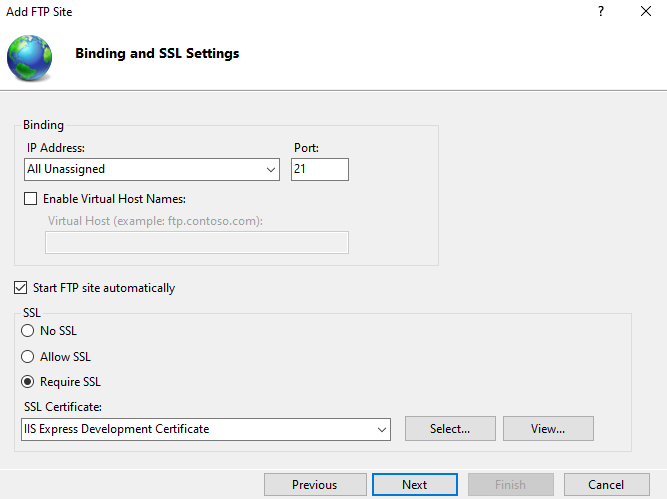 Add FTP Site
Binding and SSL Settings
Binding
IP Address: Port:
All Unassigned 21
Enable Virtual Host Names:
Virtual Host (example: ftp.contoso.com):
Start FTP site automatically
SSL
No SSL
Allow SSL
Require SSL
SSL Certificate:
IIS Express Development Certificate Select... View...
Previous Next Finish Cancel